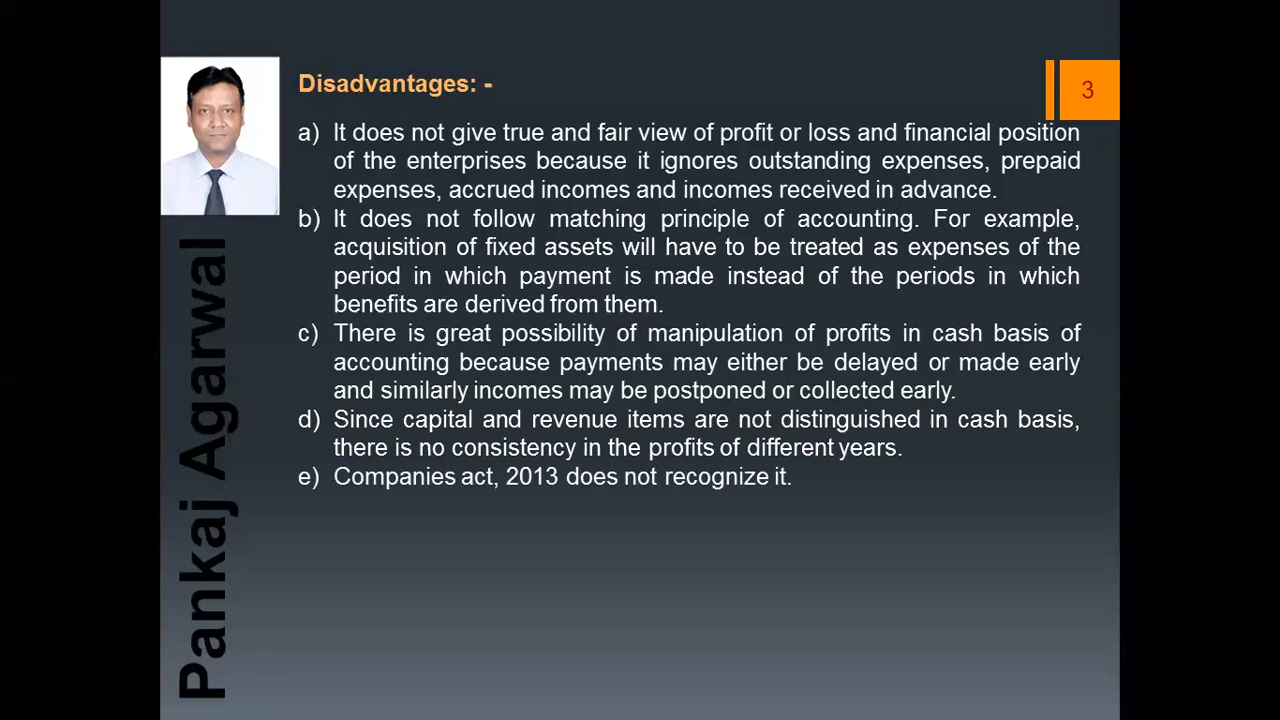 Disadvantages: -
3
a) It does not give true and fair view of profit or loss and financial position
of the enterprises because it ignores outstanding expenses, prepaid
expenses, accrued incomes and incomes received in advance.
b) It does not follow matching principle of accounting. For example,
acquisition of fixed assets will have to be treated as expenses of the
period in which payment is made instead of the periods in which
benefits are derived from them.
c) There is great possibility of manipulation of profits in cash basis of
accounting because payments may either be delayed or made early
and similarly incomes may be postponed or collected early.
d) Since capital and revenue items are not distinguished in cash basis,
there is no consistency in the profits of different years.
e) Companies act, 2013 does not recognize it.
Pankaj Agarwal